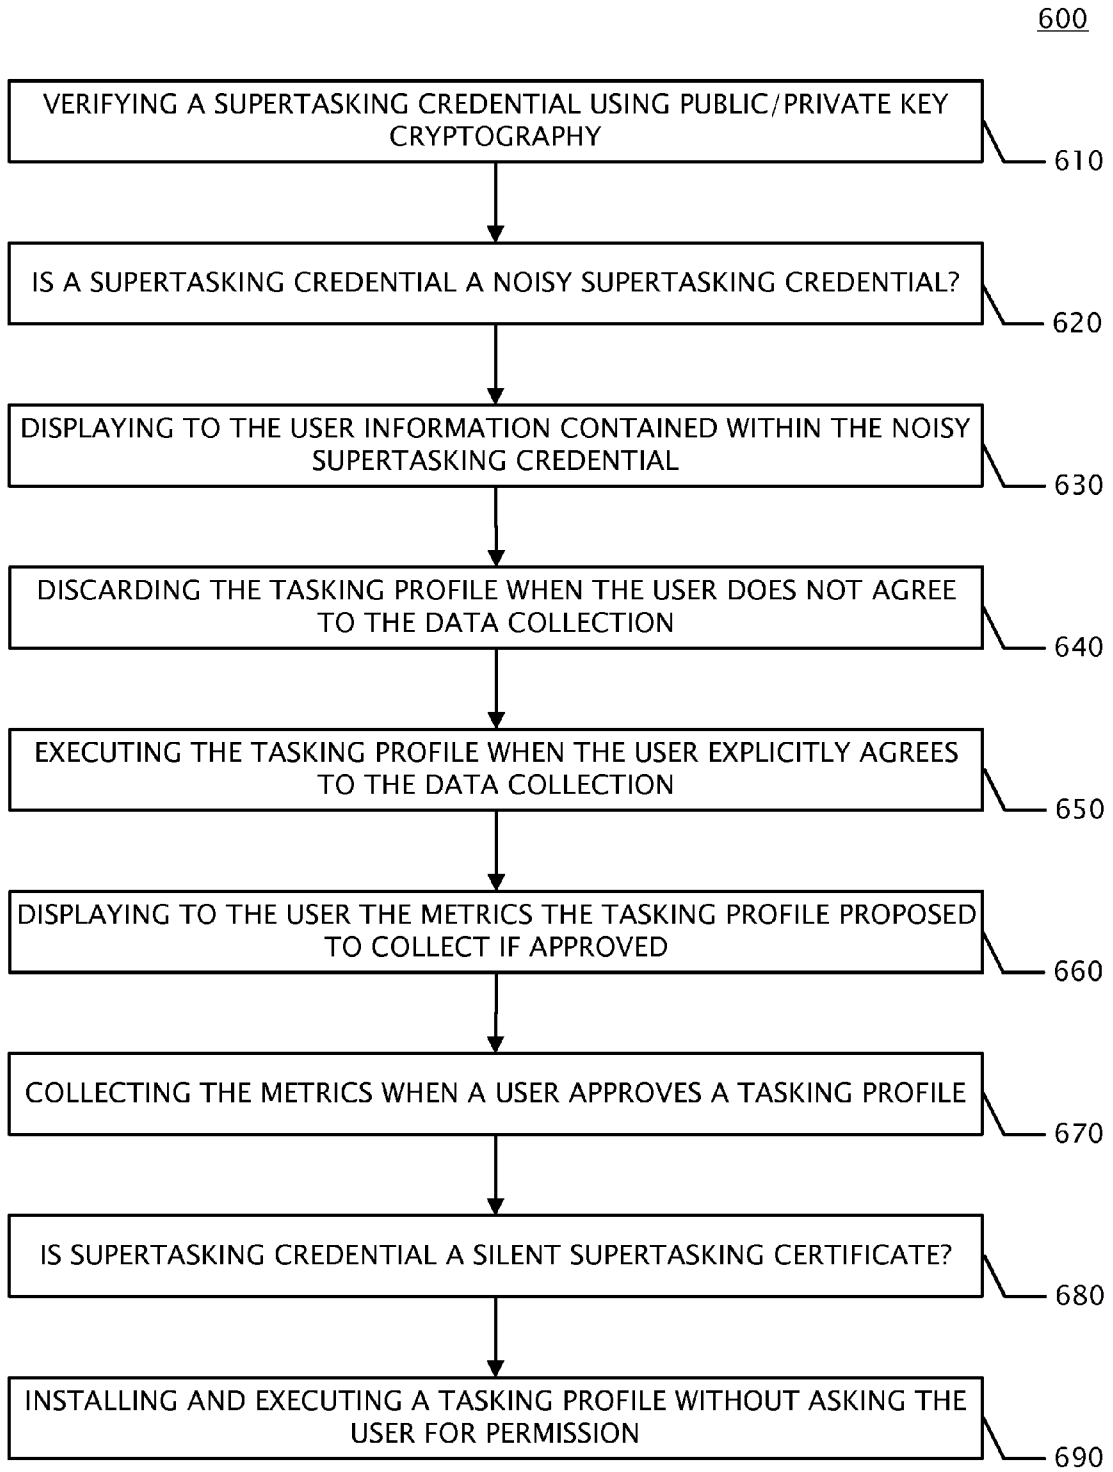 600
VERIFYING A SUPERTASKING CREDENTIAL USING PUBLIC/PRIVATE KEY
CRYPTOGRAPHY
610
IS A SUPERTASKING CREDENTIAL A NOISY SUPERTASKING CREDENTIAL?
620
DISPLAYING TO THE USER INFORMATION CONTAINED WITHIN THE NOISY
SUPERTASKING CREDENTIAL
630
DISCARDING THE TASKING PROFILE WHEN THE USER DOES NOT AGREE
TO THE DATA COLLECTION
640
EXECUTING THE TASKING PROFILE WHEN THE USER EXPLICITLY AGREES
TO THE DATA COLLECTION
650
DISPLAYING TO THE USER THE METRICS THE TASKING PROFILE PROPOSED
TO COLLECT IF APPROVED
660
COLLECTING THE METRICS WHEN A USER APPROVES A TASKING PROFILE
670
IS SUPERTASKING CREDENTIAL A SILENT SUPERTASKING CERTIFICATE?
680
INSTALLING AND EXECUTING A TASKING PROFILE WITHOUT ASKING THE
USER FOR PERMISSION
690